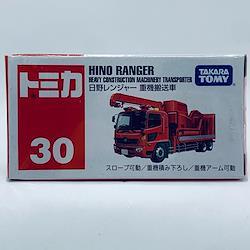 トミカ
30
HINO RANGER
HEAVY CONSTRUCTION MACHINERY TRANSPORTER
日野レンジャー 重機搬送車
TAKARA TOMY
スロープ可動／重機積み下ろし／重機アーム可動